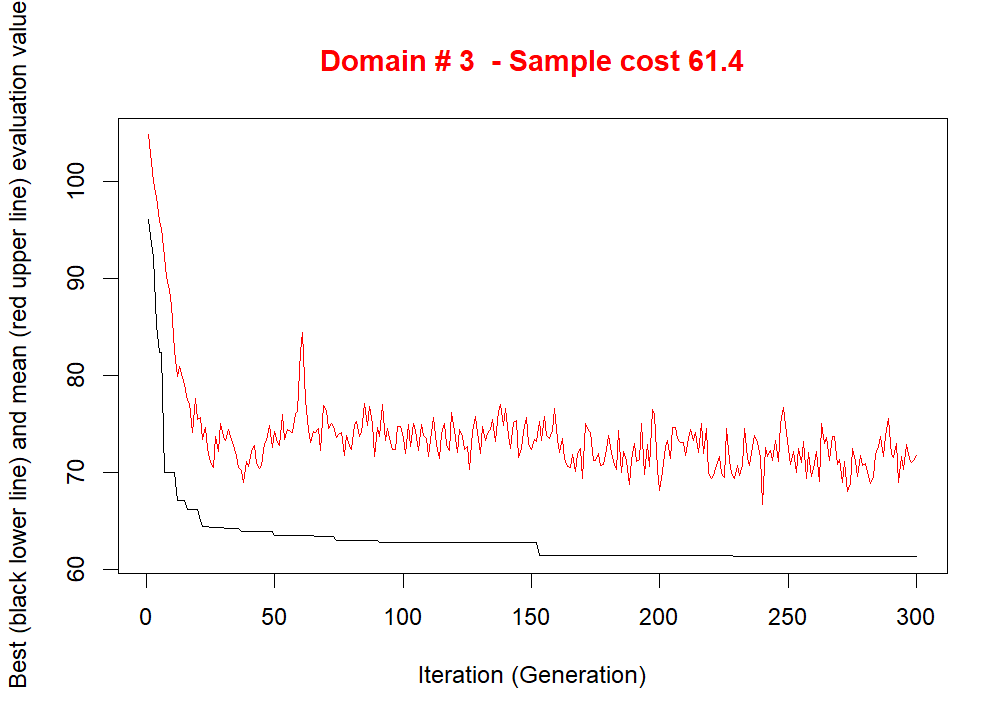 Domain # 3  - Sample cost 61.4
Best (black lower line) and mean (red upper line) evaluation value
100
90
80
70
60
0 50 100 150 200 250 300
Iteration (Generation)